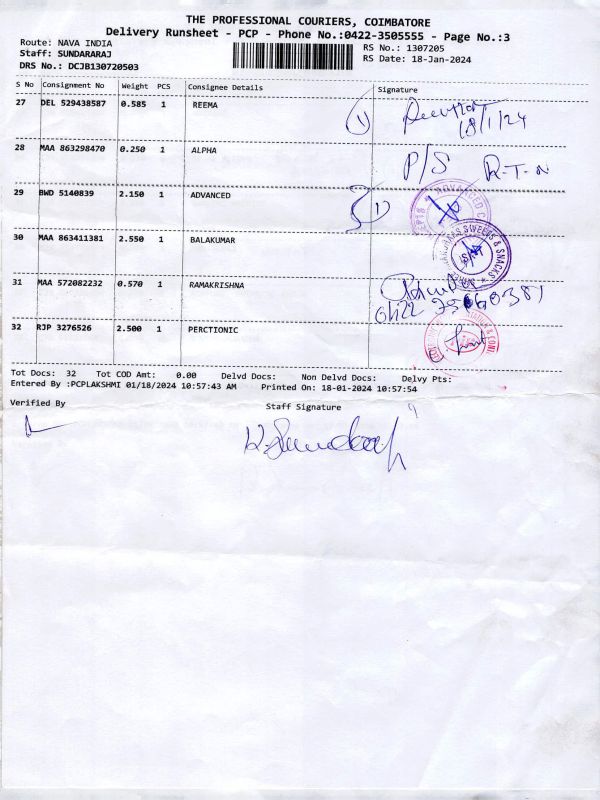 THE PROFESSIONAL COURIERS, COIMBATORE
Delivery Runsheet - PCP - Phone No.:0422-3505555 - Page No.:3
Route: NAVA INDIA RS No.: 1307205
Staff: SUNDARARAJ RS Date: 18-Jan-2024
DRS No.: DCJB130720503
S No Consignment No Weight PCS Consignee Details Signature
27 DEL 529438587 0.585 1 REEMA
18/1/24
28 MAA 863298470 0.250 1 ALPHA P/S R-T-N
29 BWD 5140839 2.150 1 ADVANCED
30 MAA 863411381 2.550 1 BALAKUMAR
SWEETS & SNACKS
31 MAA 572082232 0.570 1 RAMAKRISHNA
0422
32 RJP 3276526 2.500 1 PERCTIONIC
Tot Docs: 32 Tot COD Amt: 0.00 Delvd Docs: Non Delvd Docs: Delvy Pts:
Entered By :PCPLAKSHMI 01/18/2024 10:57:43 AM Printed On: 18-01-2024 10:57:54
Verified By Staff Signature